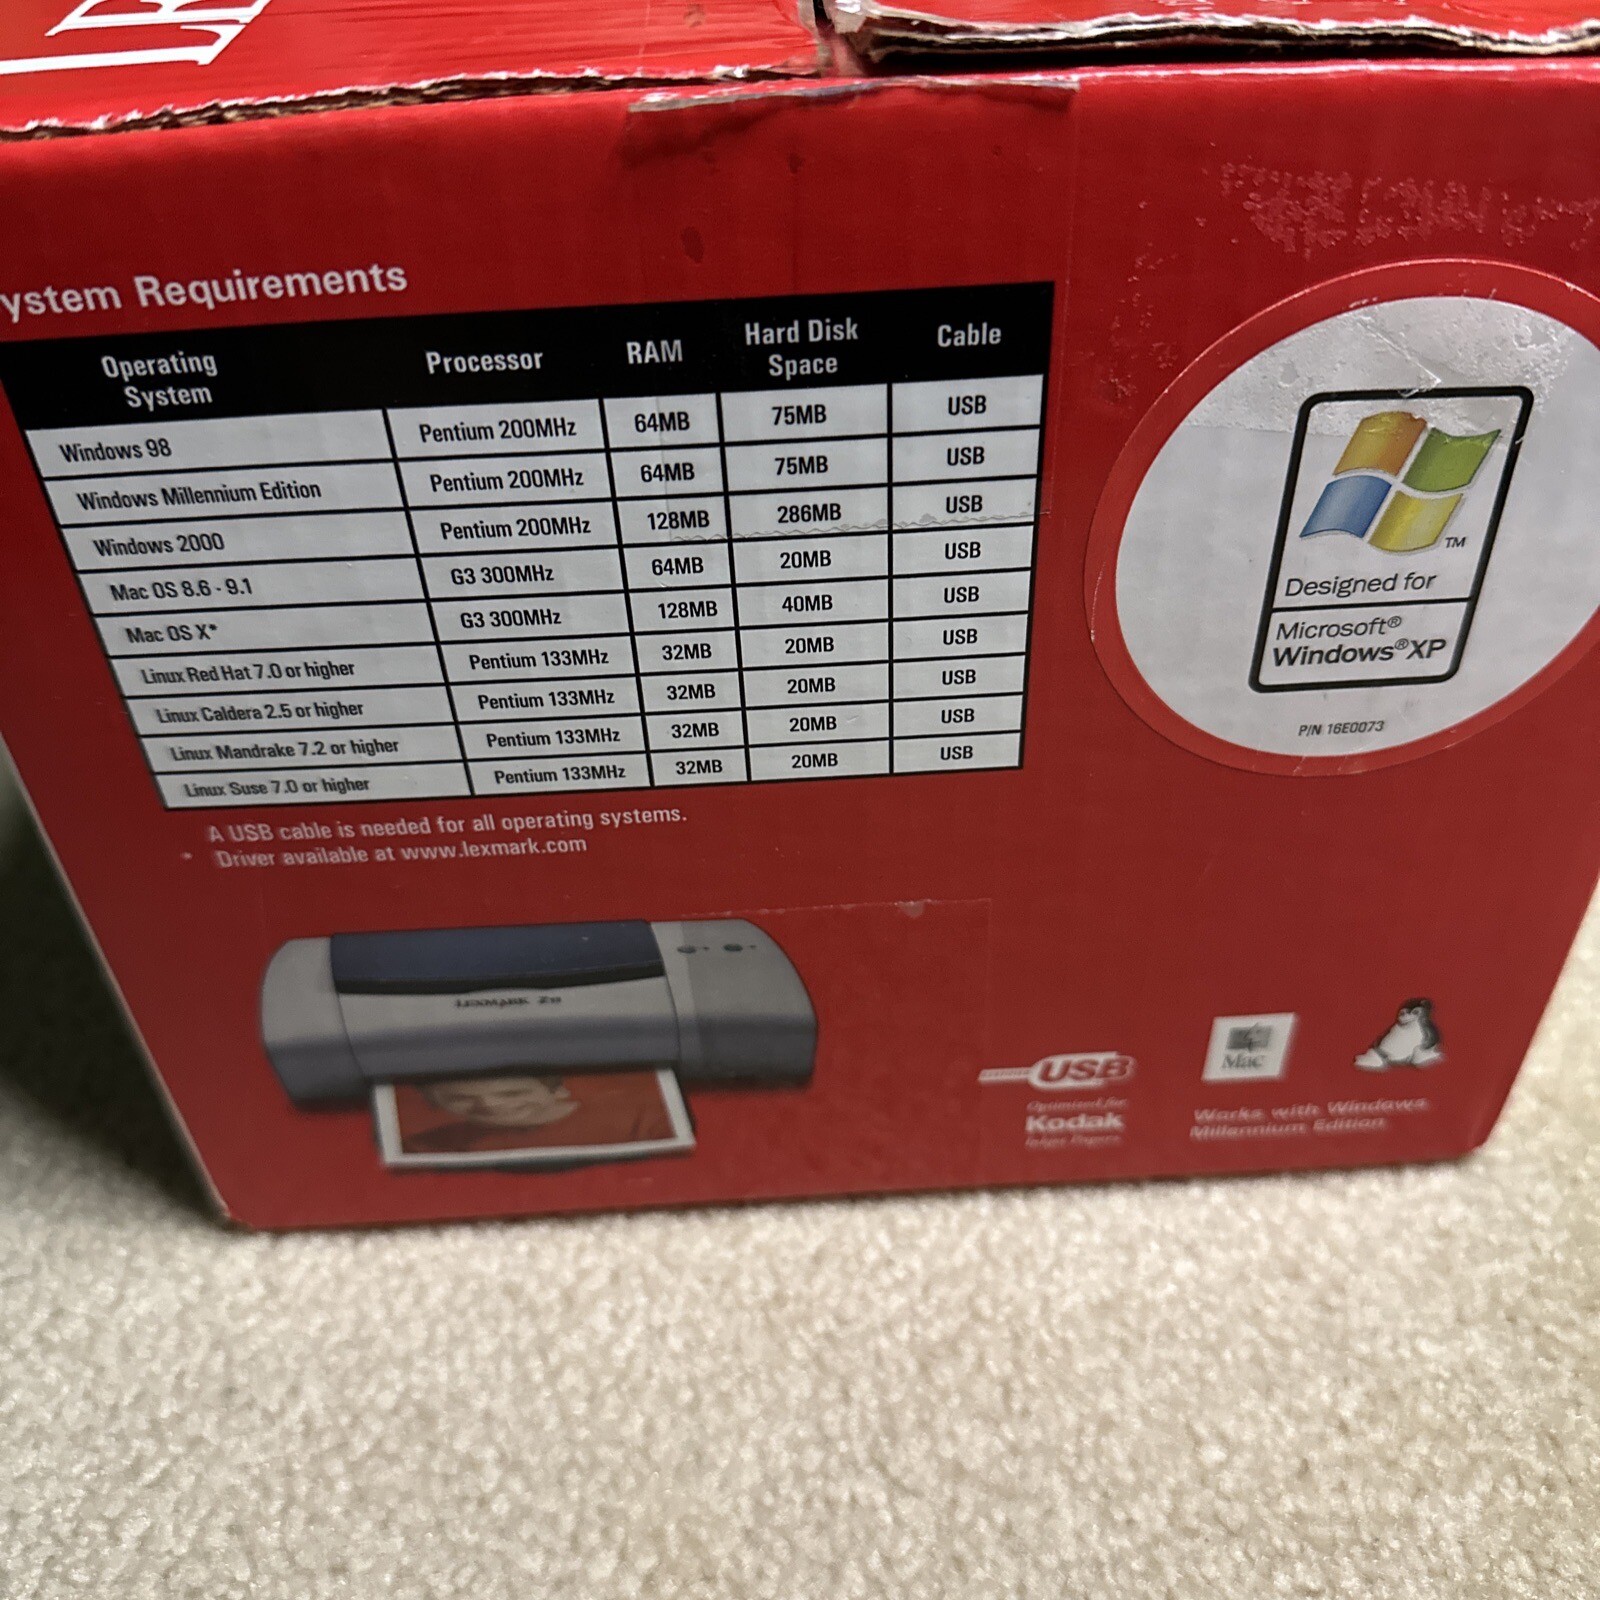 LE
ystem Requirements
Operating System Processor RAM Hard Disk Space Cable
Windows 98 Pentium 200MHz 64MB 75MB USB
Windows Millennium Edition Pentium 200MHz 64MB 75MB USB
Windows 2000 Pentium 200MHz 128MB 286MB USB
Mac OS 8.6 - 9.1 G3 300MHz 64MB 20MB USB
Mac OS X* G3 300MHz 128MB 40MB USB
Linux Red Hat 7.0 or higher Pentium 133MHz 32MB 20MB USB
Linux Caldera 2.5 or higher Pentium 133MHz 32MB 20MB USB
Linux Mandrake 7.2 or higher Pentium 133MHz 32MB 20MB USB
Linux Suse 7.0 or higher Pentium 133MHz 32MB 20MB USB
A USB cable is needed for all operating systems.
* Driver available at www.lexmark.com
TM
Designed for
Microsoft®
Windows®XP
P/N 16E0073
LEXMARK
USB
Optimized for
Kodak
Inkjet Papers
Mac
Works with Windows
Millennium Edition